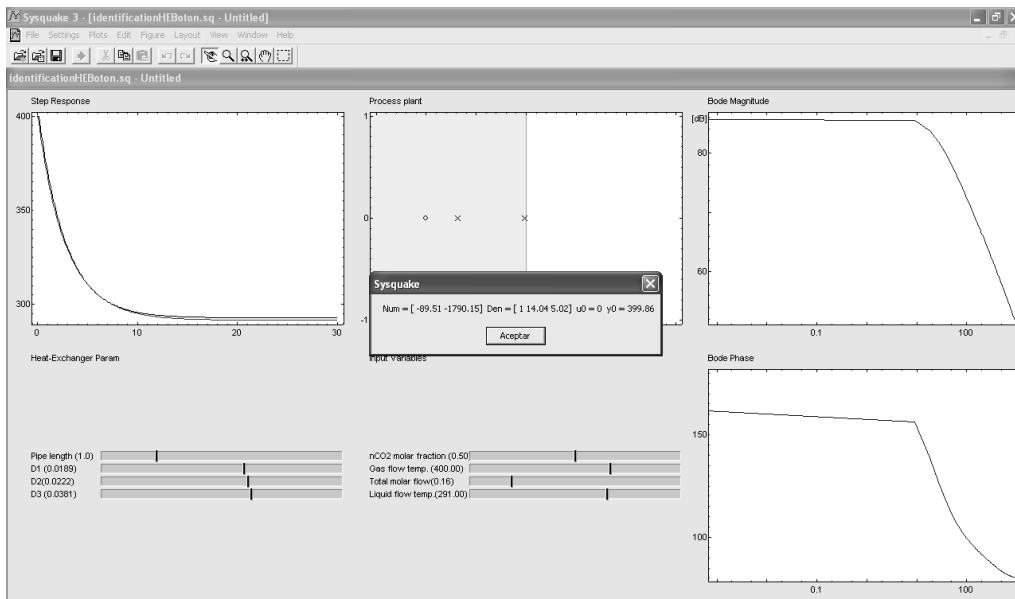 Sysquake 3 - [identificationHEBoton.sq - Untitled]
File Settings Plots Edit Figure Layout View Window Help
identificationHEBoton.sq - Untitled
Step Response
400
350
300
0 10 20 30
Process plant
1
0
-1
Bode Magnitude
[dB]
80
60
0.1 100
Sysquake
Num = [ -89.51 -1790.15] Den = [ 1 14.04 5.02] u0 = 0 y0 = 399.86
Aceptar
Heat-Exchanger Param
Pipe length (1.0)
D1 (0.0189)
D2(0.0222)
D3 (0.0381)
Input Variables
nCO2 molar fraction (0.50)
Gas flow temp. (400.00)
Total molar flow(0.16)
Liquid flow temp.(291.00)
Bode Phase
150
100
0.1 100